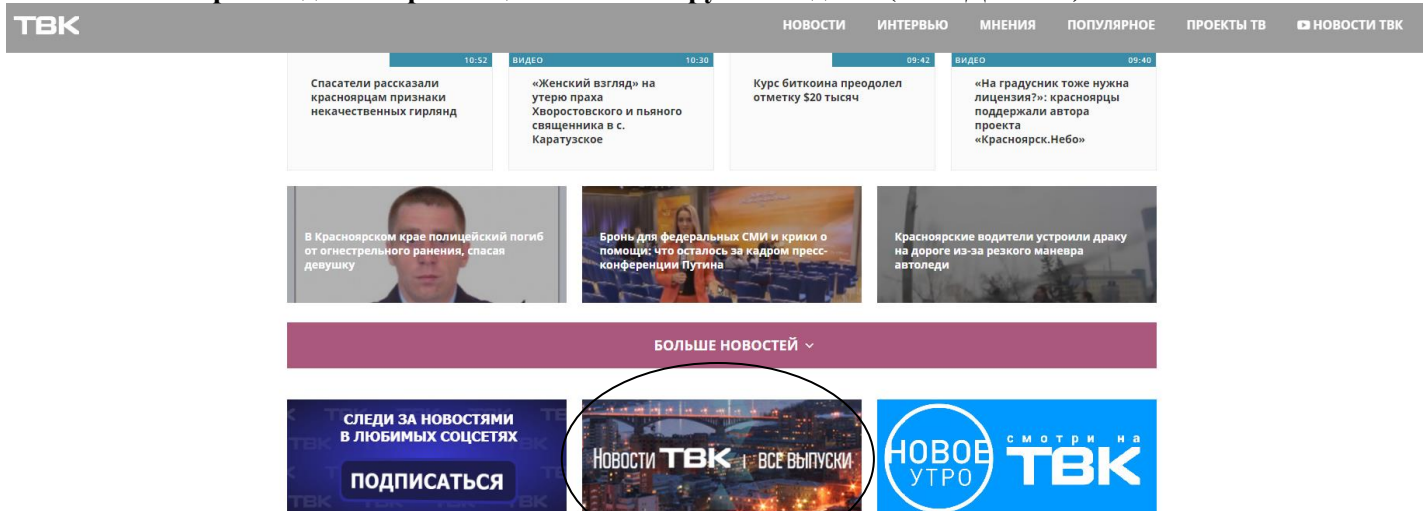 ТВК
НОВОСТИ ИНТЕРВЬЮ МНЕНИЯ ПОПУЛЯРНОЕ ПРОЕКТЫ ТВ НОВОСТИ ТВК
10:52
ВИДЕО 10:30
09:42
ВИДЕО 09:40
Спасатели рассказали
красноярцам признаки
некачественных гирлянд
«Женский взгляд» на
утерю праха
Хворостовского и пьяного
священника в с.
Каратузское
Курс биткоина преодолел
отметку $20 тысяч
«На градусник тоже нужна
лицензия?»: красноярцы
поддержали автора
проекта
«Красноярск.Небо»
В Красноярском крае полицейский погиб
от огнестрельного ранения, спасая
девушку
Бронь для федеральных СМИ и крики о
помощи: что осталось за кадром пресс-
конференции Путина
Красноярские водители устроили драку
на дороге из-за резкого маневра
автоледи
БОЛЬШЕ НОВОСТЕЙ
СЛЕДИ ЗА НОВОСТЯМИ
В ЛЮБИМЫХ СОЦСЕТЯХ
ПОДПИСАТЬСЯ
НОВОСТИ ТВК | ВСЕ ВЫПУСКИ
НОВОЕ
УТРО
смотри на
ТВК